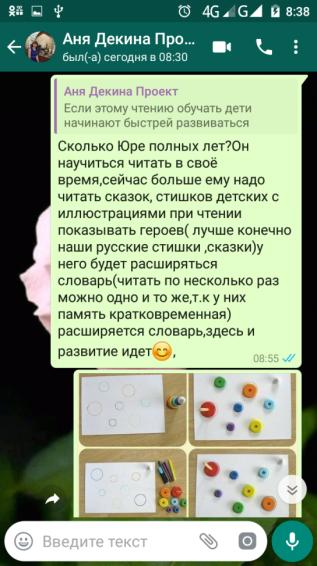 4G G 8:38
Аня Декина Про...
был(-а) сегодня в 08:30
Аня Декина Проект
Если этому чтению обучать дети
начинают быстрей развиваться
Сколько Юре полных лет?Он
научиться читать в своё
время,сейчас больше ему надо
читать сказок, стишков детских с
иллюстрациями при чтении
показывать героев( лучше конечно
наши русские стишки ,сказки)у
него будет расширяться
словарь(читать по несколько раз
можно одно и то же,т.к у них
память кратковременная)
расширяется словарь,здесь и
развитие идет😊,
08:55
Введите текст